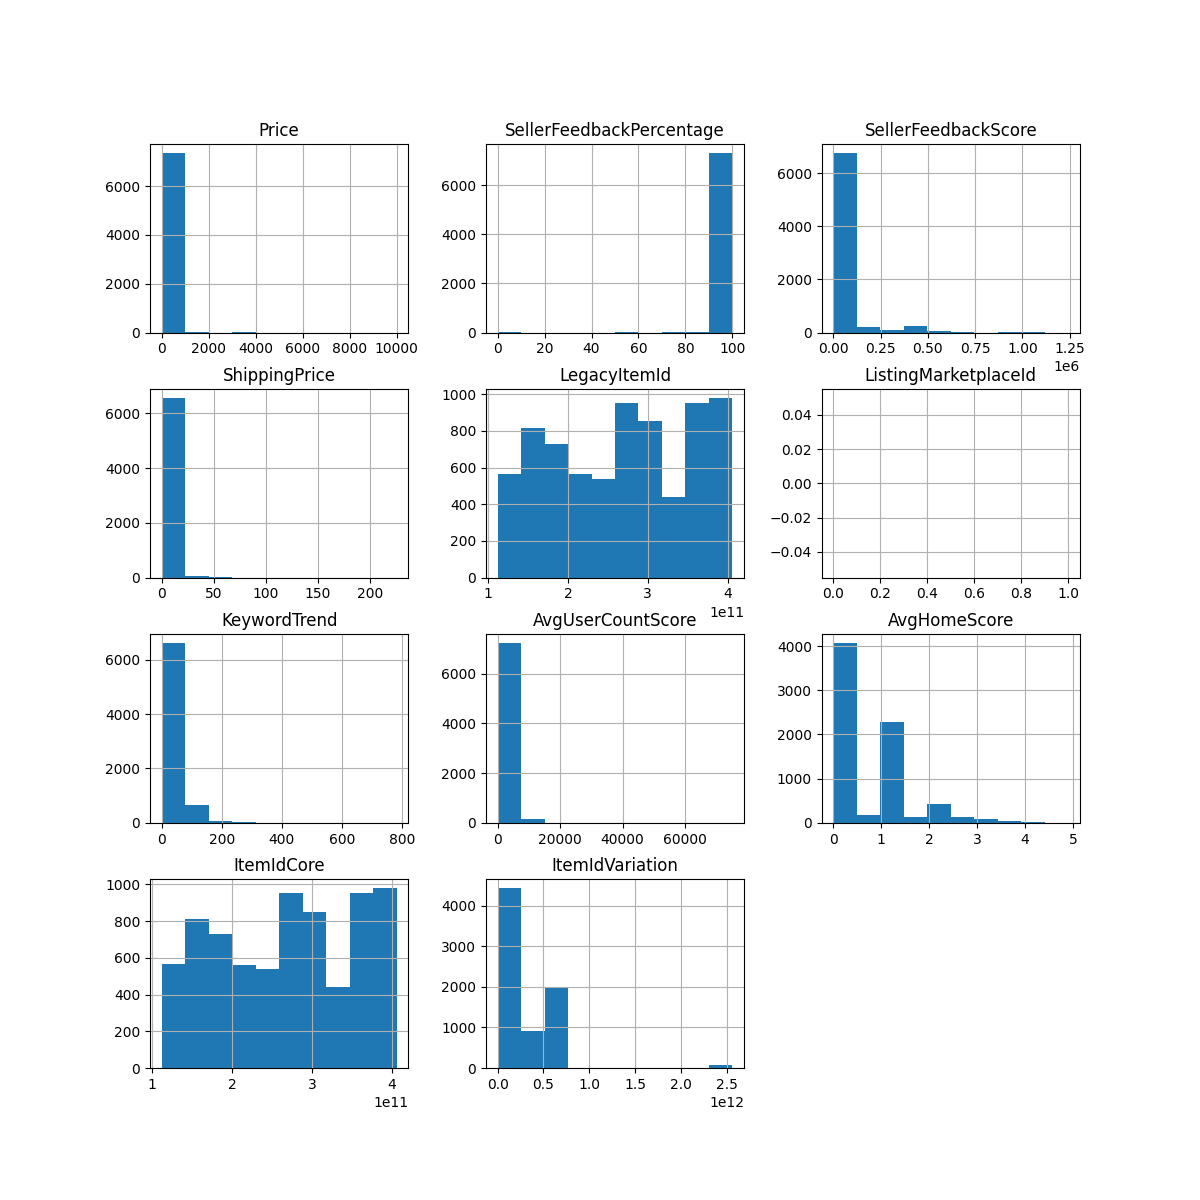 Price
6000
4000
2000
0
0 2000 4000 6000 8000 10000
SellerFeedbackPercentage
6000
4000
2000
0
0 20 40 60 80 100
SellerFeedbackScore
6000
4000
2000
0
0.00 0.25 0.50 0.75 1.00 1.25
1e6
ShippingPrice
6000
4000
2000
0
0 50 100 150 200
LegacyItemId
1000
800
600
400
200
0
1 2 3 4
1e11
ListingMarketplaceId
0.04
0.02
0.00
−0.02
−0.04
0.0 0.2 0.4 0.6 0.8 1.0
KeywordTrend
6000
4000
2000
0
0 200 400 600 800
AvgUserCountScore
6000
4000
2000
0
0 20000 40000 60000
AvgHomeScore
4000
3000
2000
1000
0
0 1 2 3 4 5
ItemIdCore
1000
800
600
400
200
0
1 2 3 4
1e11
ItemIdVariation
4000
3000
2000
1000
0
0.0 0.5 1.0 1.5 2.0 2.5
1e12